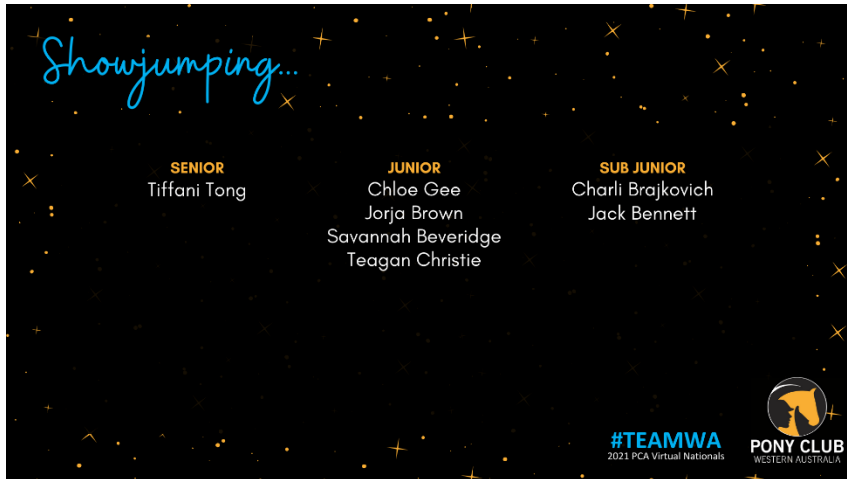 Showjumping...
SENIOR
Tiffani Tong
JUNIOR
Chloe Gee
Jorja Brown
Savannah Beveridge
Teagan Christie
SUB JUNIOR
Charli Brajkovich
Jack Bennett
#TEAMWA
2021 PCA Virtual Nationals
PONY CLUB
WESTERN AUSTRALIA